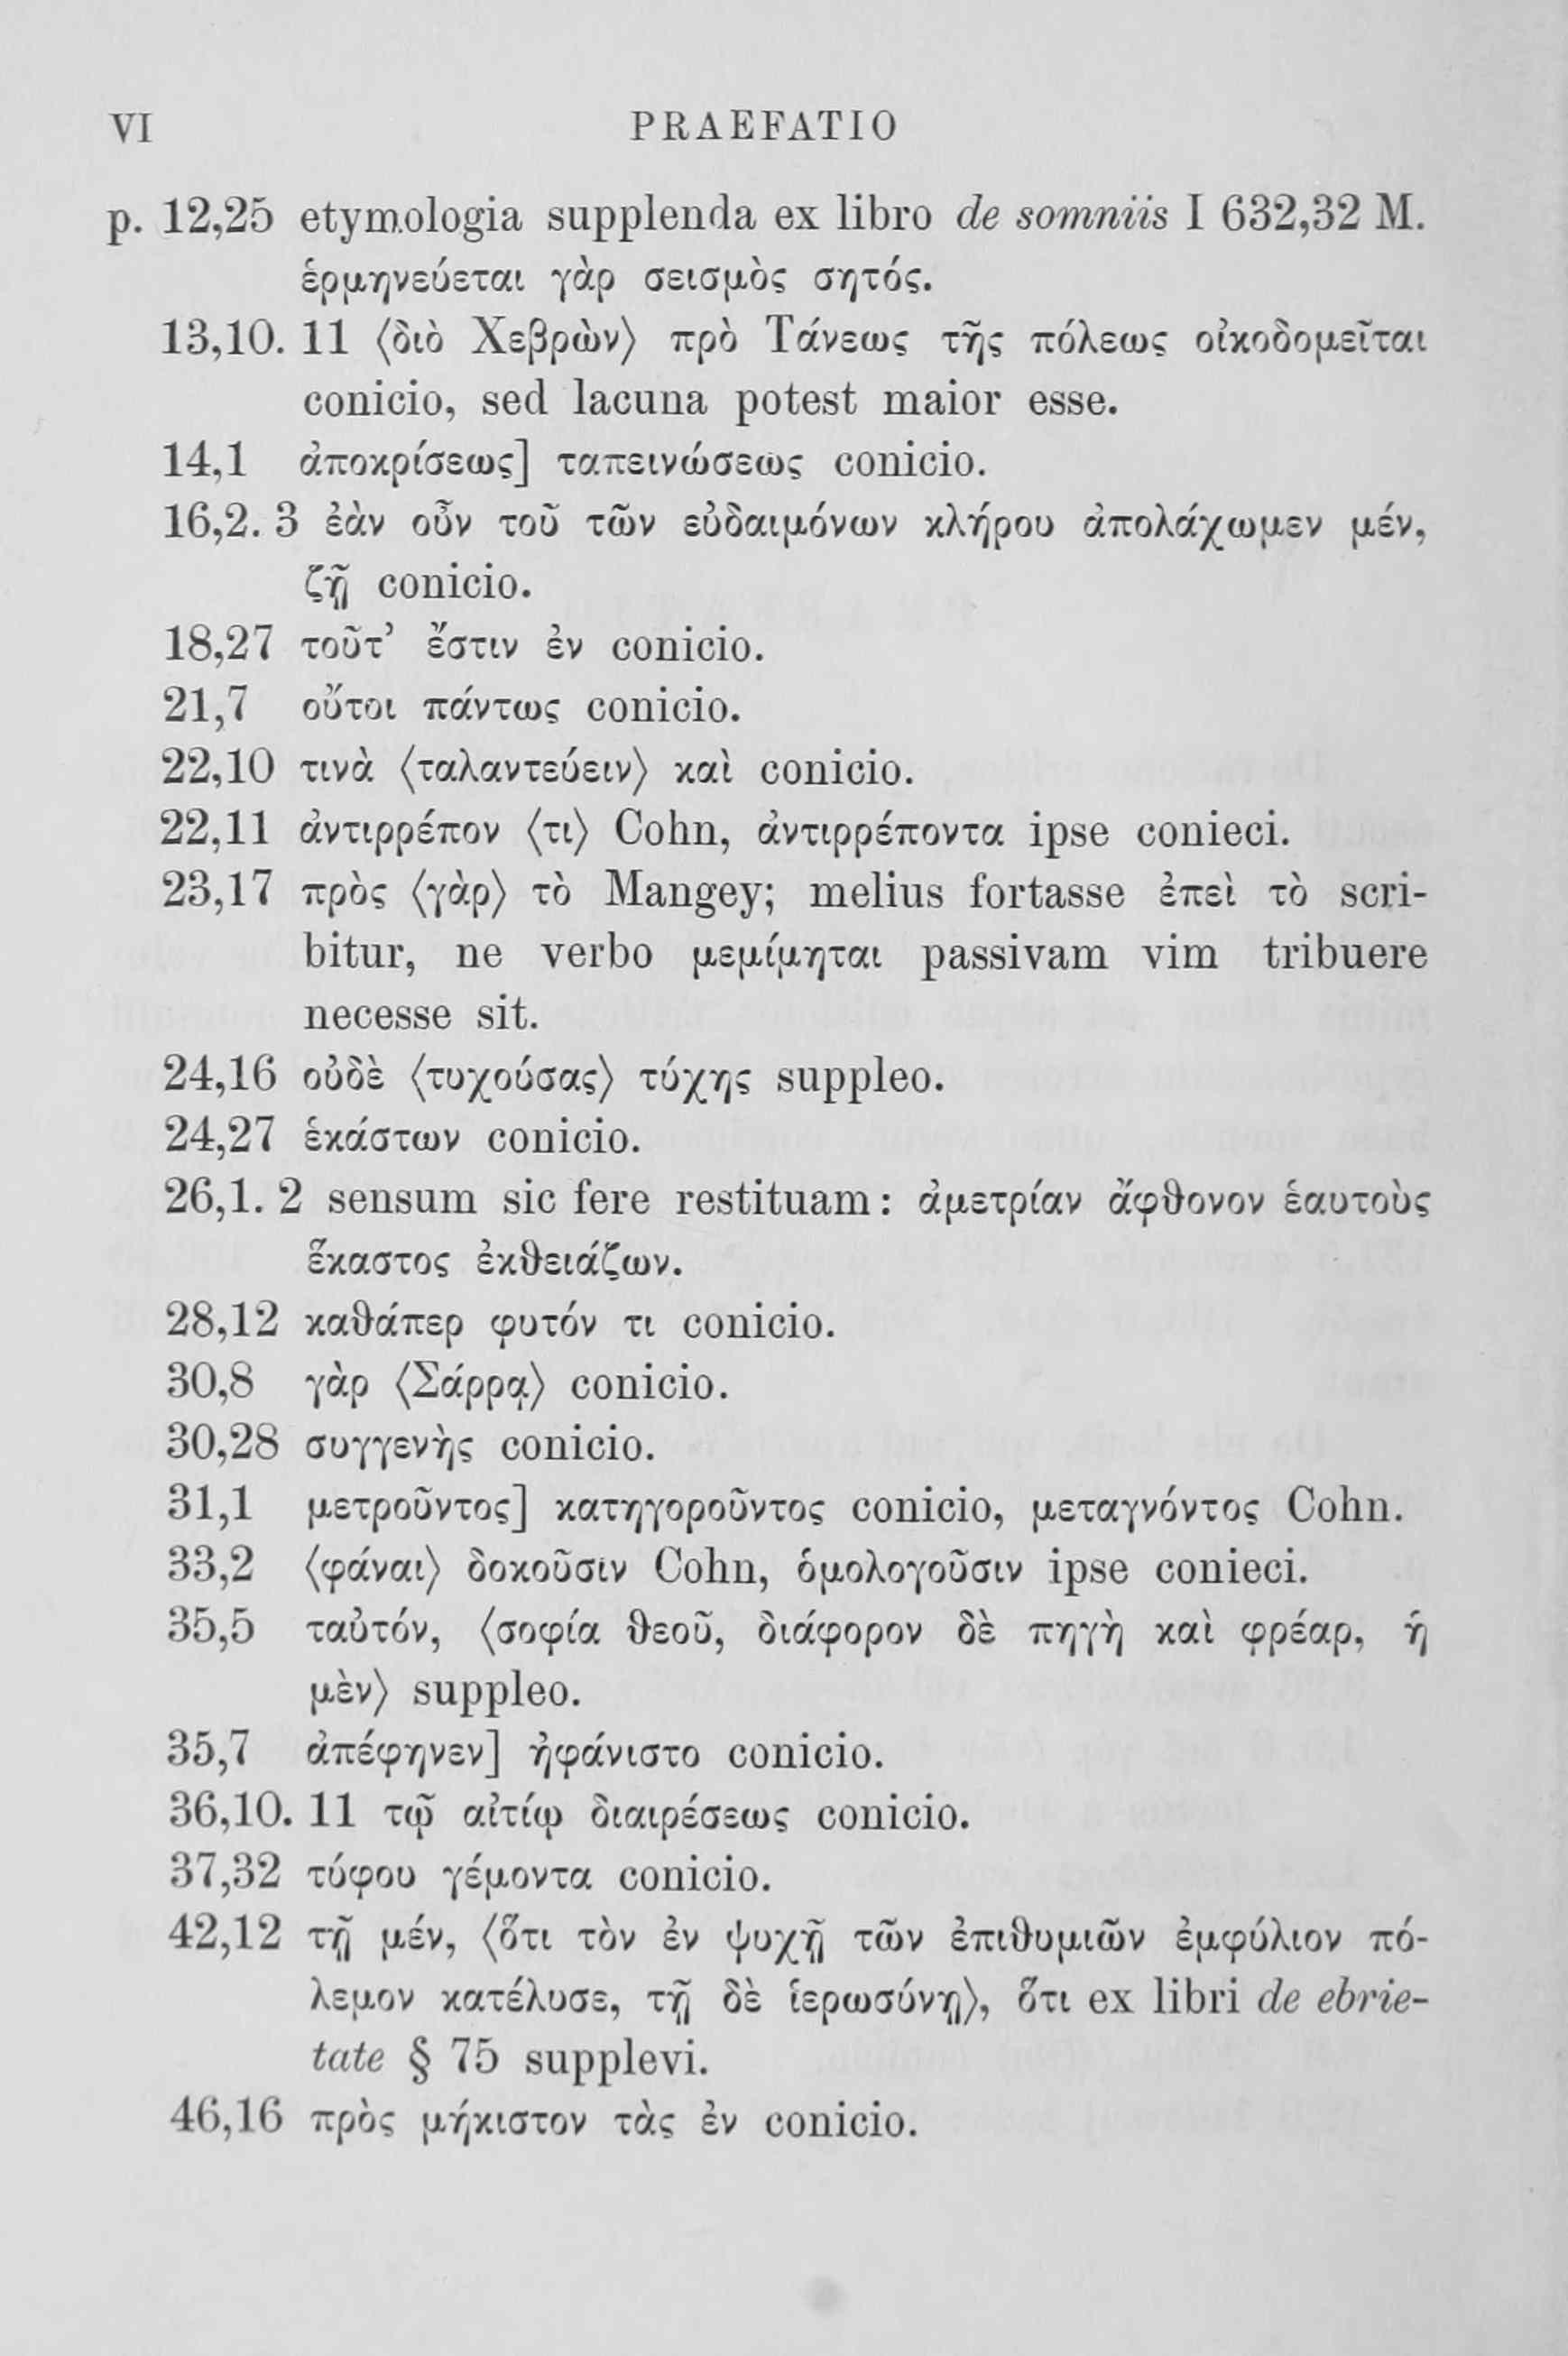 VI PRAEFATIO
p. 12,25 etymologia supplenda ex libro de somniis I 632,32 M.
ἑρμηνεύεται γὰρ σεισμὸς σητός.
13,10. 11 ⟨διὸ Χεβρὼν⟩ πρὸ Τάνεως τῆς πόλεως οἰκοδομεῖται
conicio, sed lacuna potest maior esse.
14,1 ἀποκρίσεως] ταπεινώσεως conicio.
16,2. 3 ἐὰν οὖν τοῦ τῶν εὐδαιμόνων κλήρου ἀπολάχωμεν μέν,
ζῇ conicio.
18,27 τοῦτ’ ἔστιν ἐν conicio.
21,7 οὔτοι πάντως conicio.
22,10 τινὰ ⟨ταλαντεύειν⟩ καὶ conicio.
22,11 ἀντιρρέπον ⟨τι⟩ Cohn, ἀντιρρέποντα ipse conieci.
23,17 πρὸς ⟨γὰρ⟩ τὸ Mangey; melius fortasse ἐπεὶ τὸ scri-
bitur, ne verbo μεμίμηται passivam vim tribuere
necesse sit.
24,16 οὐδὲ ⟨τυχούσας⟩ τύχης suppleo.
24,27 ἑκάστων conicio.
26,1. 2 sensum sic fere restituam: ἀμετρίαν ἄφθονον ἑαυτοὺς
ἕκαστος ἐκθειάζων.
28,12 καθάπερ φυτόν τι conicio.
30,8 γὰρ ⟨Σάρρᾳ⟩ conicio.
30,28 συγγενὴς conicio.
31,1 μετροῦντος] κατηγοροῦντος conicio, μεταγνόντος Cohn.
33,2 ⟨φάναι⟩ δοκοῦσιν Cohn, ὁμολογοῦσιν ipse conieci.
35,5 ταὐτόν, ⟨σοφία θεοῦ, διάφορον δὲ πηγὴ καὶ φρέαρ, ἡ
μὲν⟩ suppleo.
35,7 ἀπέφηνεν] ἠφάνιστο conicio.
36,10. 11 τῷ αἰτίῳ διαιρέσεως conicio.
37,32 τύφου γέμοντα conicio.
42,12 τῇ μέν, ⟨ὅτι τὸν ἐν ψυχῇ τῶν ἐπιθυμιῶν ἐμφύλιον πό-
λεμον κατέλυσε, τῇ δὲ ἱερωσύνῃ⟩, ὅτι ex libri de ebrie-
tate § 75 supplevi.
46,16 πρὸς μήκιστον τὰς ἐν conicio.